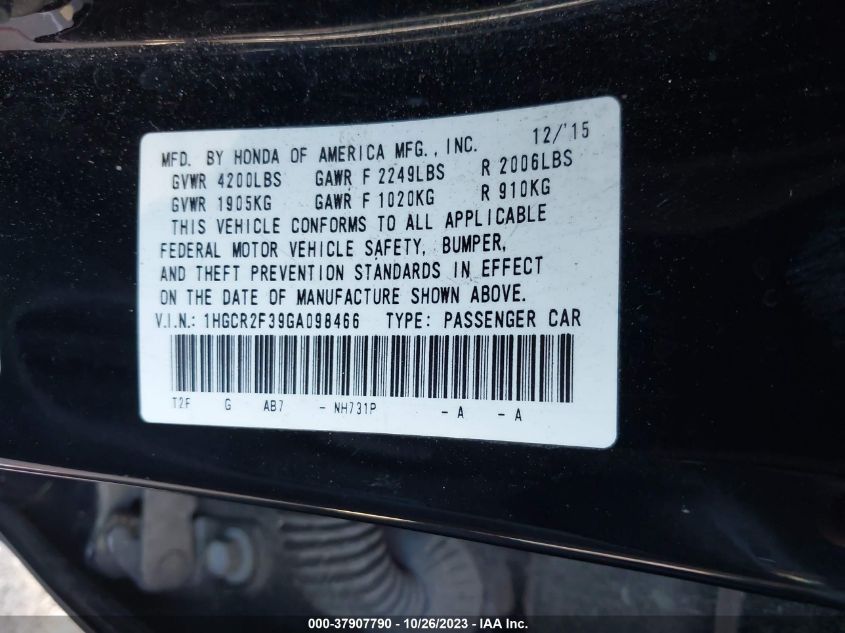 MFD. BY HONDA OF AMERICA MFG., INC. 12/'15
GVWR 4200LBS GAWR F 2249LBS R 2006LBS
GVWR 1905KG GAWR F 1020KG R 910KG
THIS VEHICLE CONFORMS TO ALL APPLICABLE
FEDERAL MOTOR VEHICLE SAFETY, BUMPER,
AND THEFT PREVENTION STANDARDS IN EFFECT
ON THE DATE OF MANUFACTURE SHOWN ABOVE.
V.I.N.: 1HGCR2F39GA098466 TYPE: PASSENGER CAR
T2F G AB7 - NH731P - A - A
000-37907790 - 10/26/2023 - IAA Inc.